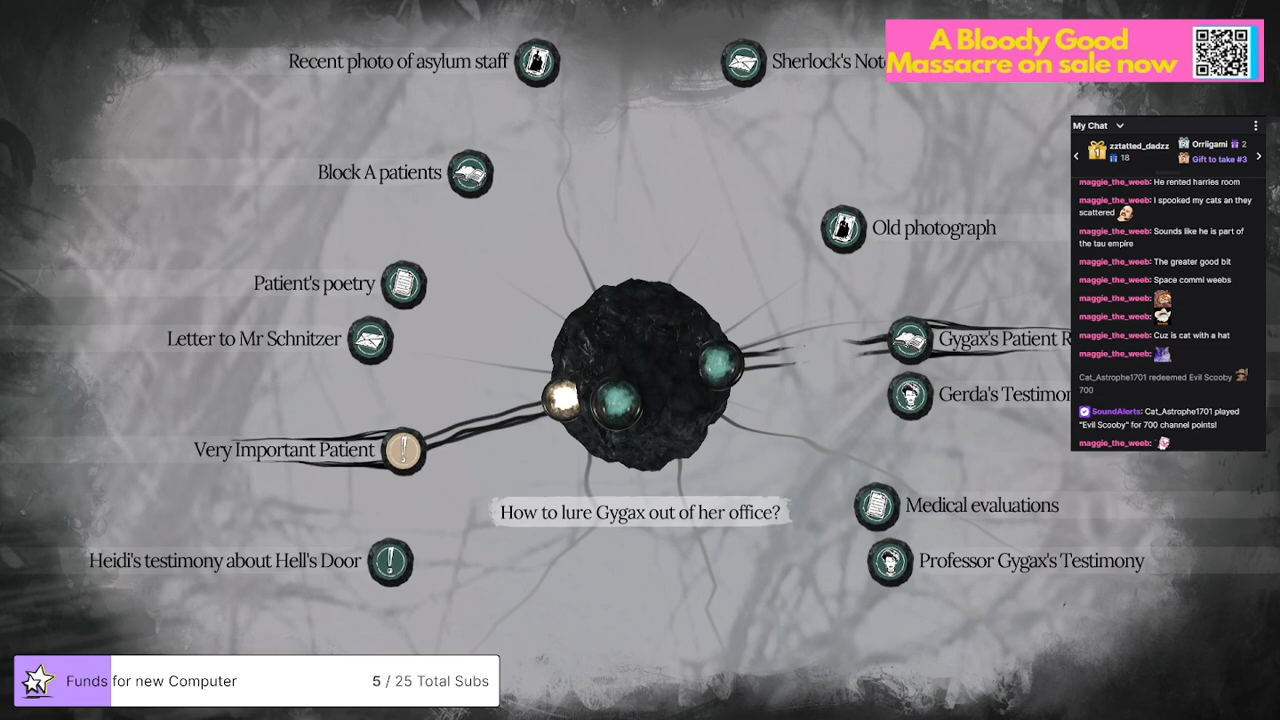 Recent photo of asylum staff
Sherlock's
A Bloody Good
Massacre on sale now
Block A patients
Old photograph
Patient's poetry
Letter to Mr Schnitzer
Gygax's Patient
Gerda's
Very Important Patient
How to lure Gygax out of her office?
Medical evaluations
Heidi's testimony about Hell's Door
Professor Gygax's Testimony
Funds for new Computer
5 / 25 Total Subs
My Chat
1
zztatted_dadzz
18
Orriigami 2
Gift to take #3
maggie_the_weeb: He rented harries room
maggie_the_weeb: I spooked my cats an they
scattered
maggie_the_weeb: Sounds like he is part of
the tau empire
maggie_the_weeb: The greater good bit
maggie_the_weeb: Space commi weebs
maggie_the_weeb:
maggie_the_weeb:
maggie_the_weeb: Cuz is cat with a hat
maggie_the_weeb:
Cat_Astrophe1701 redeemed Evil Scooby
700
SoundAlerts: Cat_Astrophe1701 played
"Evil Scooby" for 700 channel points!
maggie_the_weeb: